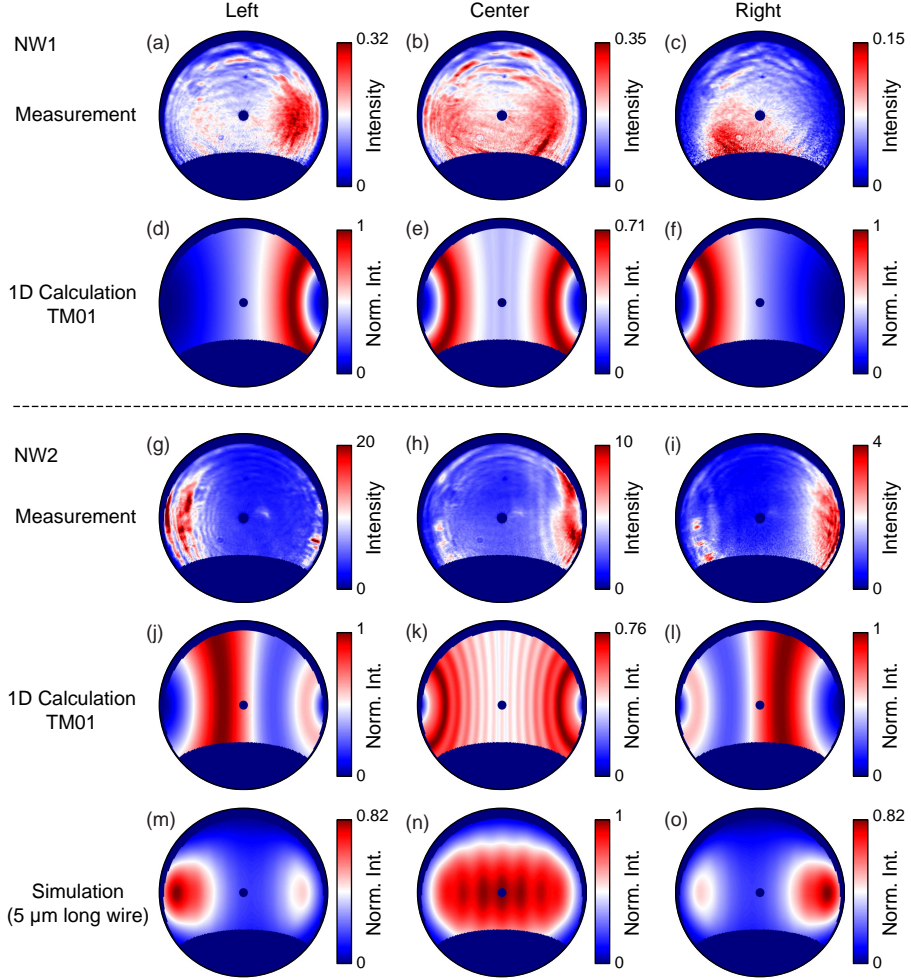 Left Center Right
NW1
Measurement
(a) 0.32 Intensity 0
(b) 0.35 Intensity 0
(c) 0.15 Intensity 0
1D Calculation
TM01
(d) 1 Norm. Int. 0
(e) 0.71 Norm. Int. 0
(f) 1 Norm. Int. 0
NW2
Measurement
(g) 20 Intensity 0
(h) 10 Intensity 0
(i) 4 Intensity 0
1D Calculation
TM01
(j) 1 Norm. Int. 0
(k) 0.76 Norm. Int. 0
(l) 1 Norm. Int. 0
Simulation
(5 µm long wire)
(m) 0.82 Norm. Int. 0
(n) 1 Norm. Int. 0
(o) 0.82 Norm. Int. 0